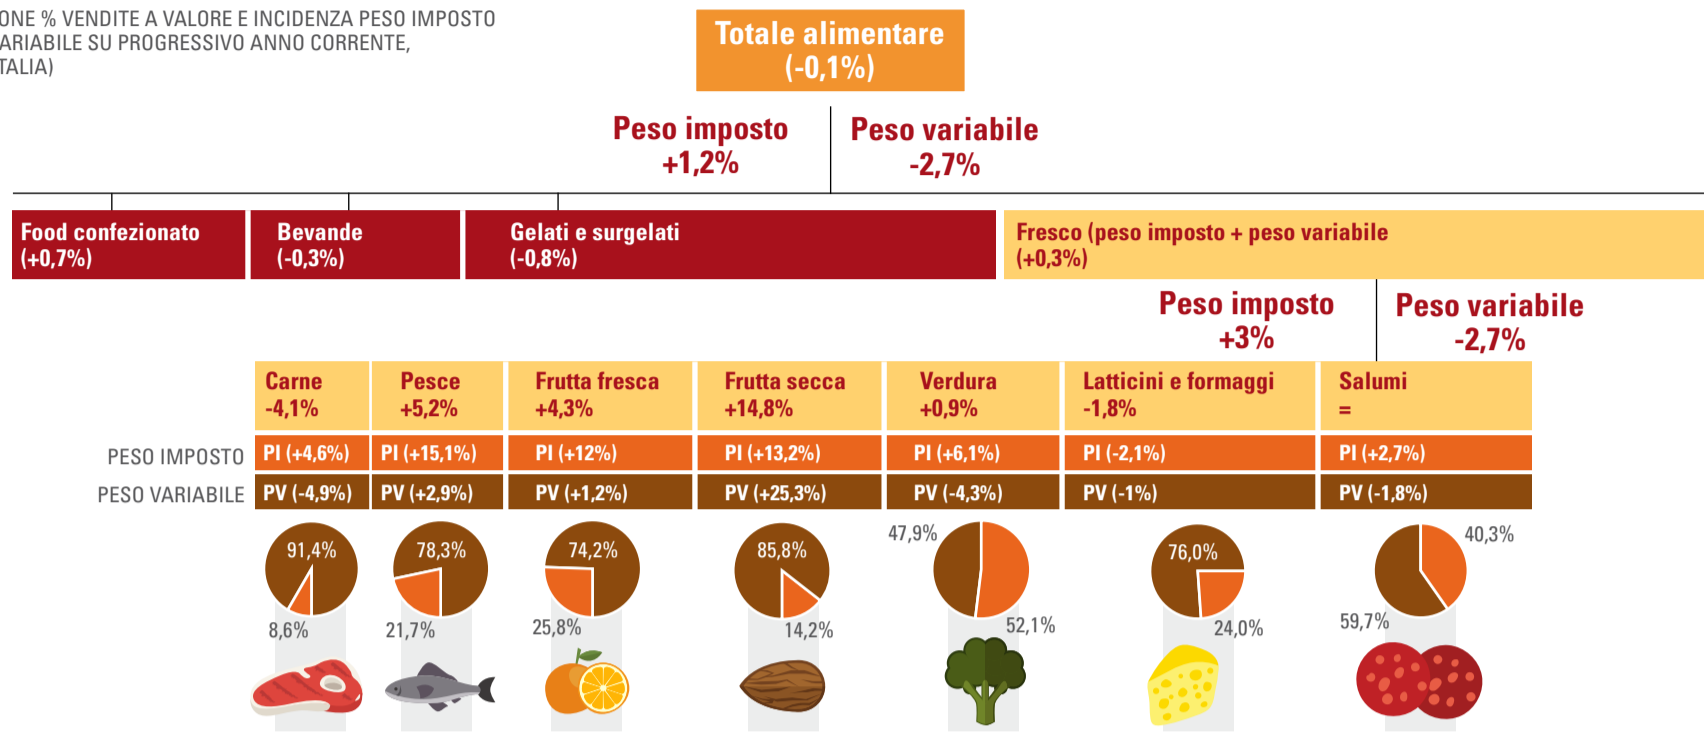 ONE % VENDITE A VALORE E INCIDENZA PESO IMPOSTO
ARIABILE SU PROGRESSIVO ANNO CORRENTE,
TALIA)
Totale alimentare
(-0,1%)
Peso imposto
+1,2%
Peso variabile
-2,7%
Food confezionato
(+0,7%)
Bevande
(-0,3%)
Gelati e surgelati
(-0,8%)
Fresco (peso imposto + peso variabile
(+0,3%)
Peso imposto
+3%
Peso variabile
-2,7%
Carne
-4,1%
Pesce
+5,2%
Frutta fresca
+4,3%
Frutta secca
+14,8%
Verdura
+0,9%
Latticini e formaggi
-1,8%
Salumi
=
PESO IMPOSTO PI (+4,6%) PI (+15,1%) PI (+12%) PI (+13,2%) PI (+6,1%) PI (-2,1%) PI (+2,7%)
PESO VARIABILE PV (-4,9%) PV (+2,9%) PV (+1,2%) PV (+25,3%) PV (-4,3%) PV (-1%) PV (-1,8%)
91,4%
8,6%
78,3%
21,7%
74,2%
25,8%
85,8%
14,2%
47,9%
52,1%
76,0%
24,0%
40,3%
59,7%